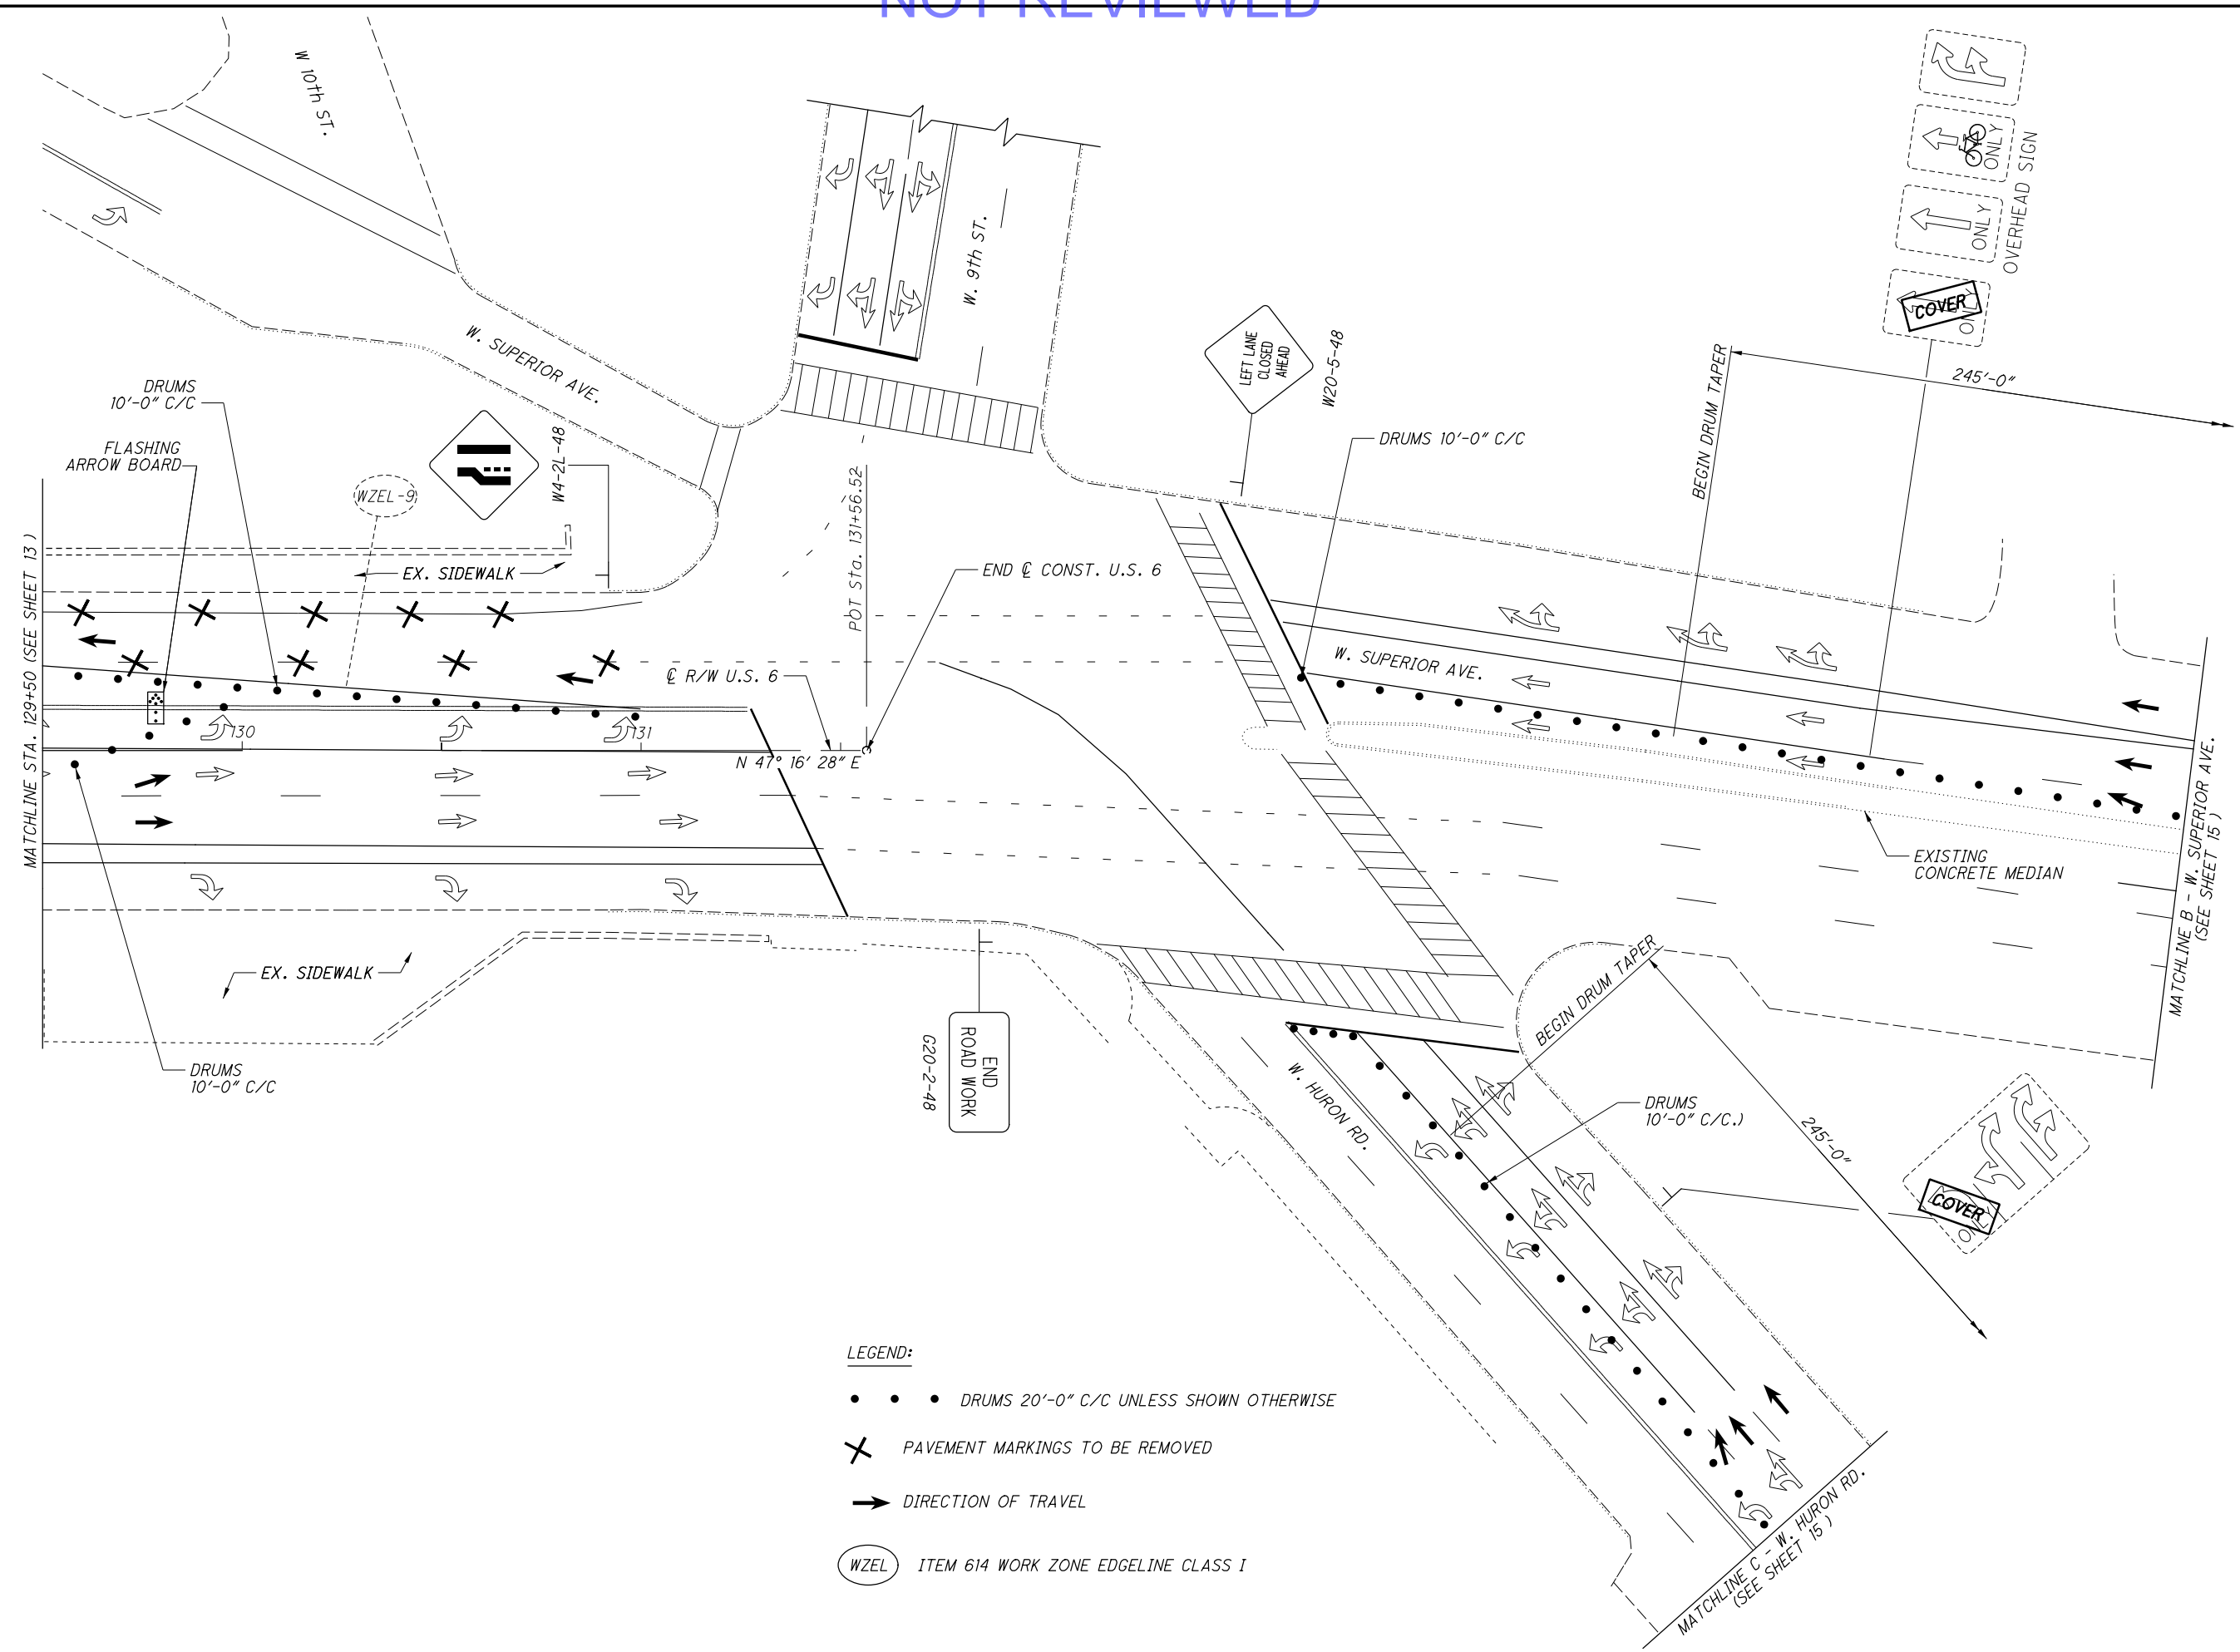 NOT REVIEWED
W 10th ST.
W. SUPERIOR AVE.
W. 9th ST.
DRUMS
10'-0" C/C
FLASHING
ARROW BOARD
WZEL-9
W4-2L-48
EX. SIDEWALK
MATCHLINE STA. 129+50 (SEE SHEET 13 )
POT Sta. 131+56.52
END ℄ CONST. U.S. 6
℄ R/W U.S. 6
130
131
N 47° 16' 28" E
LEFT LANE
CLOSED
AHEAD
W20-5-48
DRUMS 10'-0" C/C
BEGIN DRUM TAPER
245'-0"
ONLY
ONLY
COVER
ONLY
OVERHEAD SIGN
W. SUPERIOR AVE.
EXISTING
CONCRETE MEDIAN
MATCHLINE B - W. SUPERIOR AVE.
(SEE SHEET 15 )
EX. SIDEWALK
DRUMS
10'-0" C/C
END
ROAD WORK
G20-2-48
W. HURON RD.
BEGIN DRUM TAPER
DRUMS
10'-0" C/C.)
245'-0"
COVER
ONLY
MATCHLINE C - W. HURON RD.
(SEE SHEET 15 )
LEGEND:
DRUMS 20'-0" C/C UNLESS SHOWN OTHERWISE
PAVEMENT MARKINGS TO BE REMOVED
DIRECTION OF TRAVEL
WZEL ITEM 614 WORK ZONE EDGELINE CLASS I